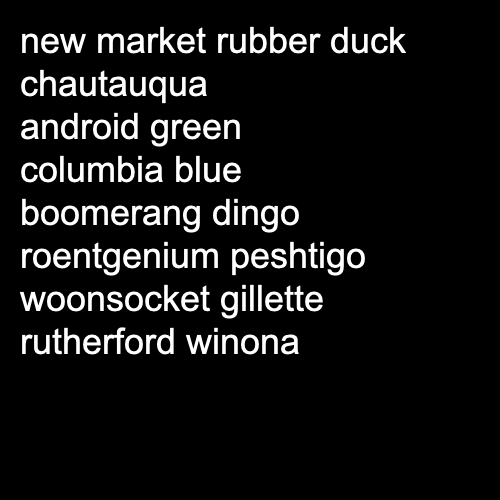 new market rubber duck
chautauqua
android green
columbia blue
boomerang dingo
roentgenium peshtigo
woonsocket gillette
rutherford winona